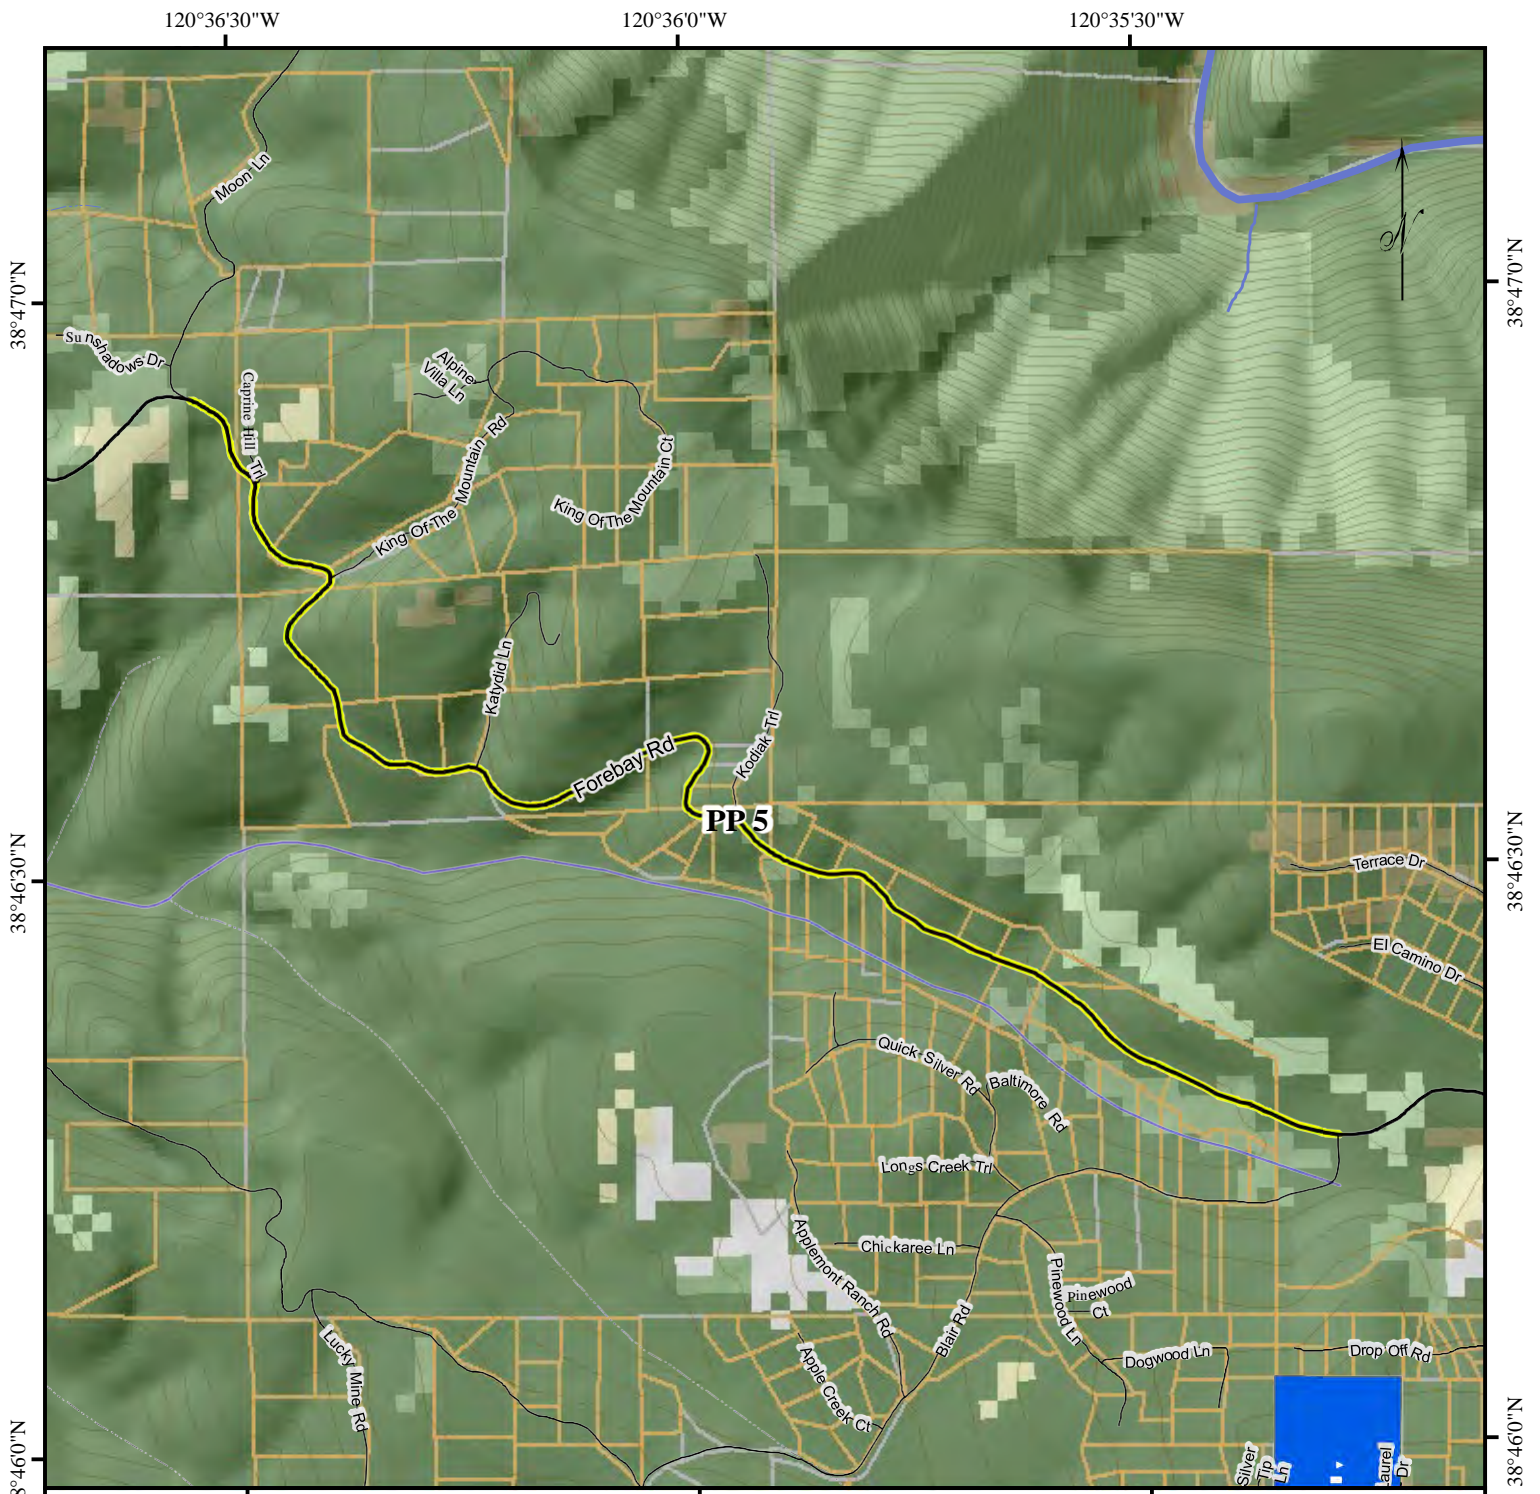 120°36'30"W
120°36'0"W
120°35'30"W
38°47'0"N
38°47'0"N
Moon Ln
N
Sunshadows Dr
Caprine Hill Trl
Alpine
Villa Ln
King Of The Mountain Rd
King Of The Mountain Ct
Katydid Ln
Forebay Rd
Kodiak Trl
PP 5
38°46'30"N
38°46'30"N
Terrace Dr
El Camino Dr
Quick Silver Rd
Baltimore Rd
Longs Creek Trl
Chickaree Ln
Applemont Ranch Rd
Blair Rd
Pinewood Ln
Pinewood
Ct
Dogwood Ln
Drop Off Rd
Lucky Mine Rd
Apple Creek Ct
38°46'0"N
Silver
Tip
Ln
Laurel
Dr
38°46'0"N